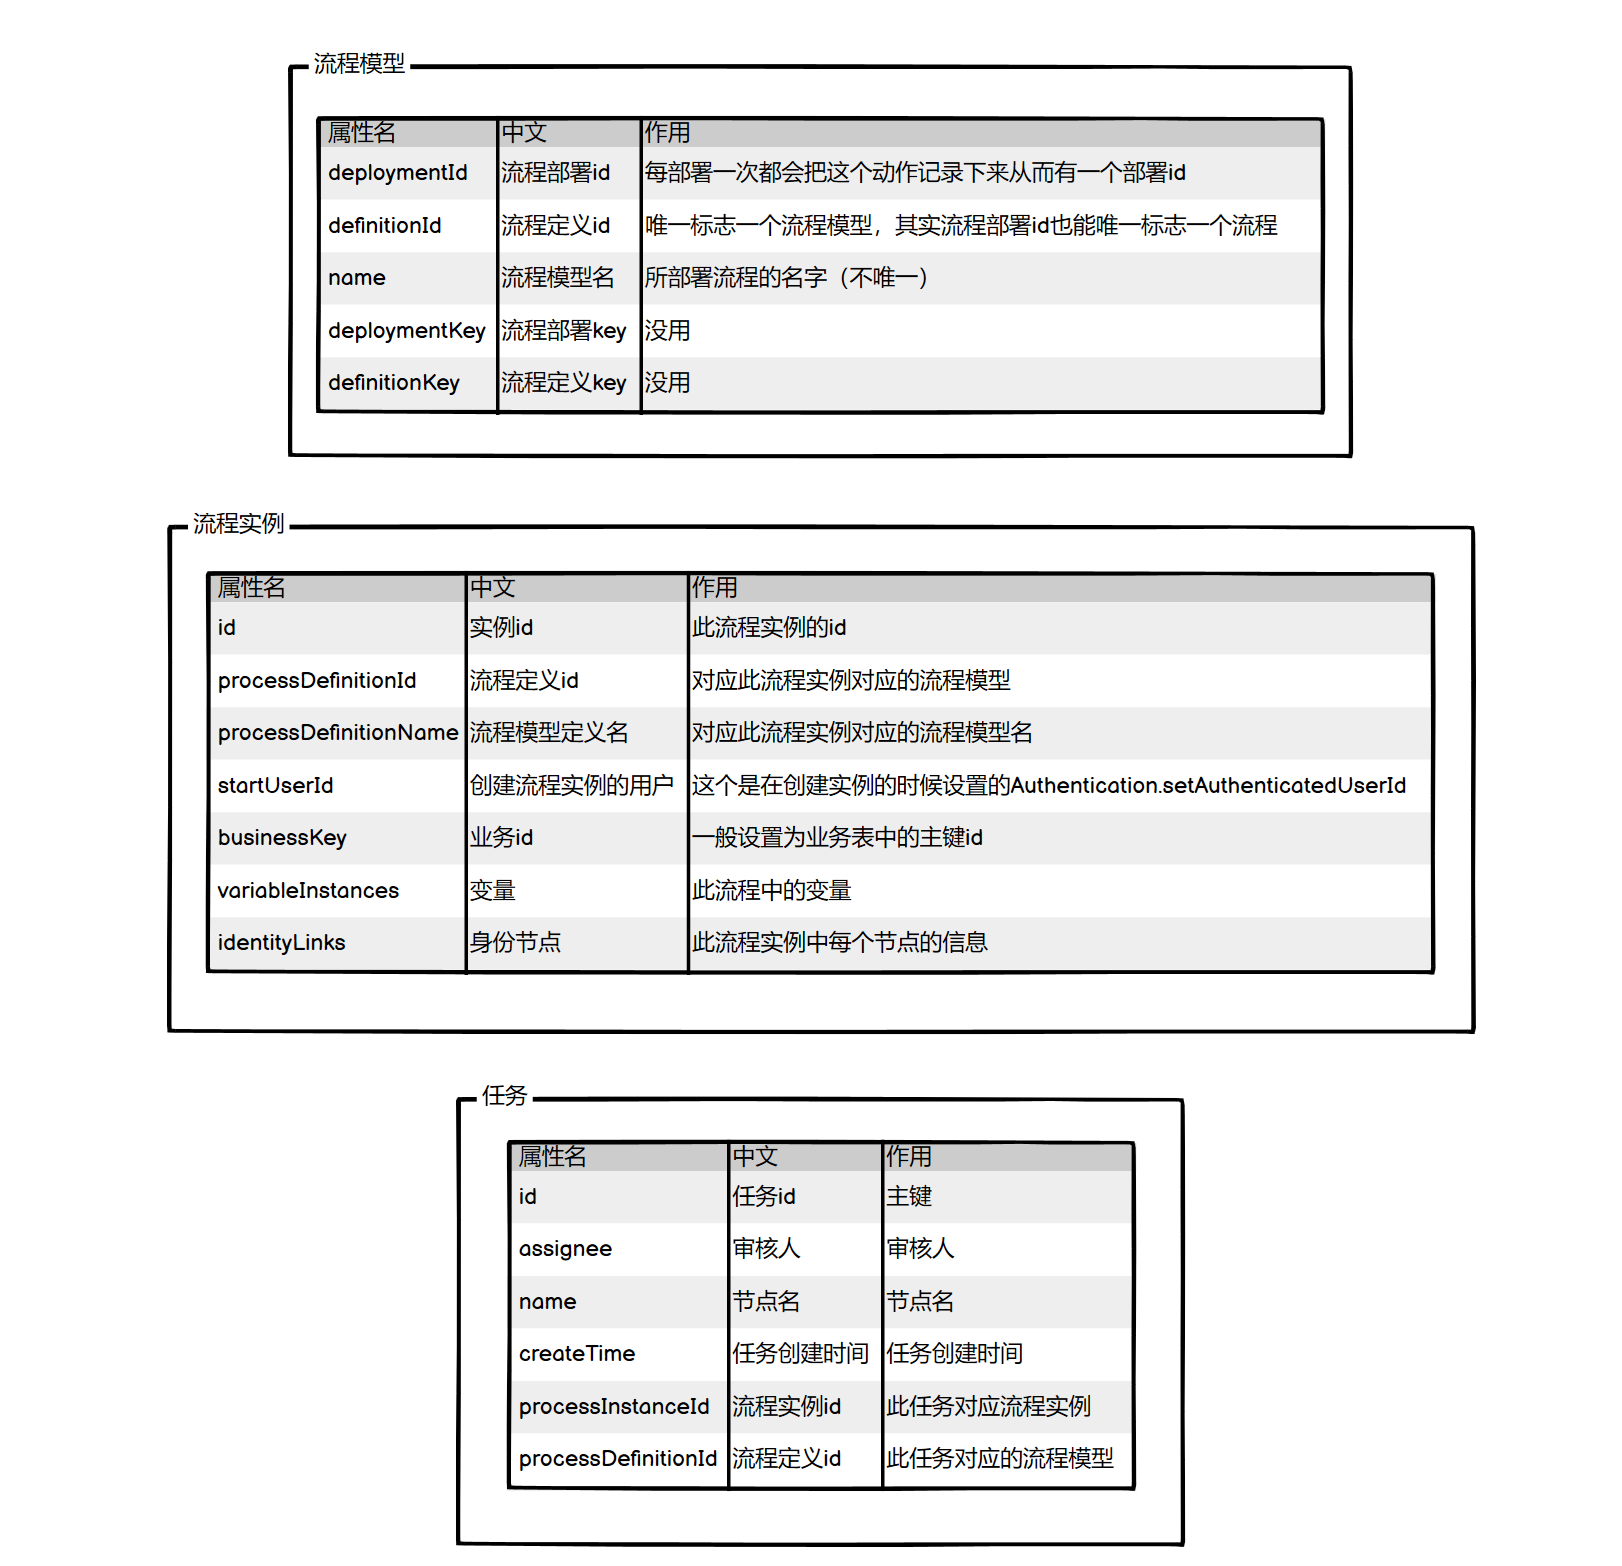 流程模型
属性名 中文 作用
deploymentId 流程部署id 每部署一次都会把这个动作记录下来从而有一个部署id
definitionId 流程定义id 唯一标志一个流程模型，其实流程部署id也能唯一标志一个流程
name 流程模型名 所部署流程的名字（不唯一）
deploymentKey 流程部署key 没用
definitionKey 流程定义key 没用
流程实例
属性名 中文 作用
id 实例id 此流程实例的id
processDefinitionId 流程定义id 对应此流程实例对应的流程模型
processDefinitionName 流程模型定义名 对应此流程实例对应的流程模型名
startUserId 创建流程实例的用户 这个是在创建实例的时候设置的Authentication.setAuthenticatedUserId
businessKey 业务id 一般设置为业务表中的主键id
variableInstances 变量 此流程中的变量
identityLinks 身份节点 此流程实例中每个节点的信息
任务
属性名 中文 作用
id 任务id 主键
assignee 审核人 审核人
name 节点名 节点名
createTime 任务创建时间 任务创建时间
processInstanceId 流程实例id 此任务对应流程实例
processDefinitionId 流程定义id 此任务对应的流程模型